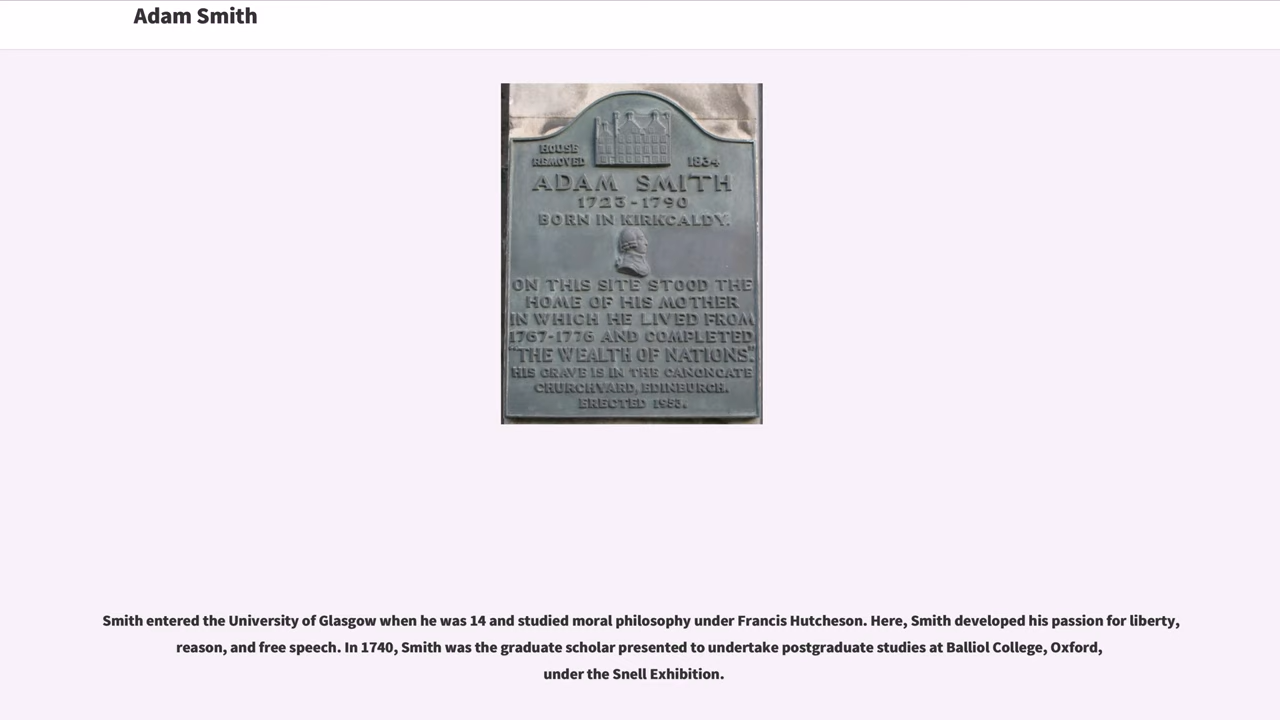 Adam Smith
HOUSE
REMOVED
1834
ADAM SMITH
1723-1790
BORN IN KIRKCALDY.
ON THIS SITE STOOD THE
HOME OF HIS MOTHER
IN WHICH HE LIVED FROM
1767-1776 AND COMPLETED
"THE WEALTH OF NATIONS".
HIS GRAVE IS IN THE CANONGATE
CHURCHYARD, EDINBURGH.
ERECTED 1953.
Smith entered the University of Glasgow when he was 14 and studied moral philosophy under Francis Hutcheson. Here, Smith developed his passion for liberty,
reason, and free speech. In 1740, Smith was the graduate scholar presented to undertake postgraduate studies at Balliol College, Oxford,
under the Snell Exhibition.